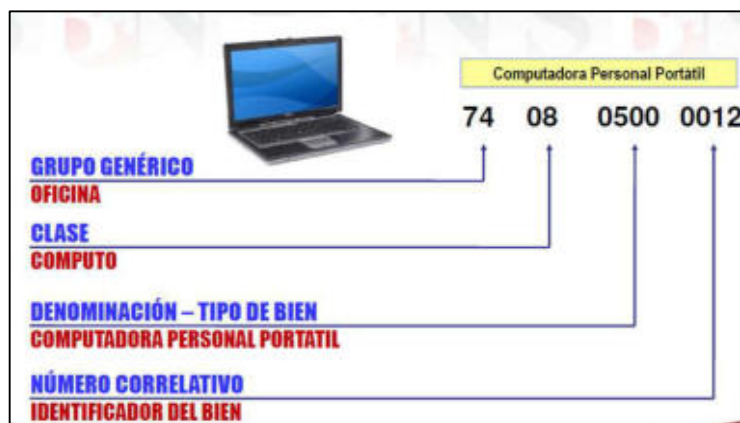 Computadora Personal Portátil
74 08 0500 0012
GRUPO GENÉRICO
OFICINA
CLASE
COMPUTO
DENOMINACIÓN – TIPO DE BIEN
COMPUTADORA PERSONAL PORTATIL
NÚMERO CORRELATIVO
IDENTIFICADOR DEL BIEN